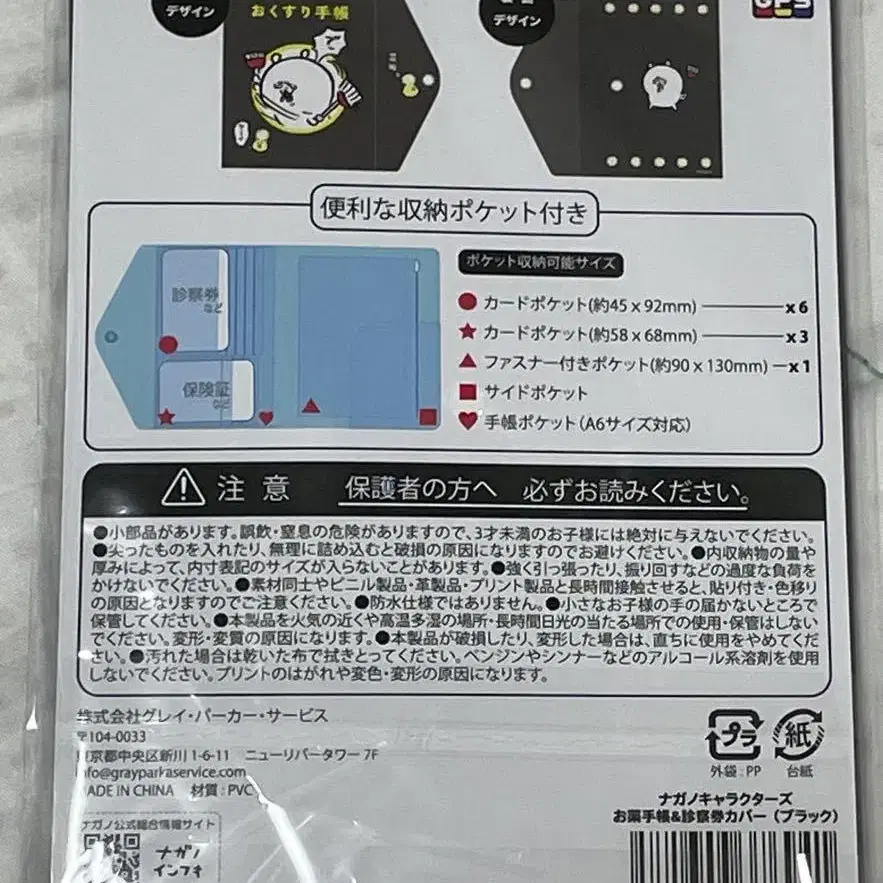 デザイン
おくすり手帳
で
デザイン
GPS
便利な収納ポケット付き
診察券
など
保険証
など
ポケット収納可能サイズ
カードポケット(約45 x 92mm) x 6
カードポケット(約58 x 68mm) x 3
ファスナー付きポケット(約90 x 130mm) x 1
サイドポケット
手帳ポケット(A6サイズ対応)
注意 保護者の方へ 必ずお読みください。
●小部品があります。誤飲・窒息の危険がありますので、3才未満のお子様には絶対に与えないでください。
●尖ったものを入れたり、無理に詰め込むと破損の原因になりますのでお避けください。●内収納物の量や
厚みによって、内寸表記のサイズが入らないことがあります。●強く引っ張ったり、振り回すなどの過度な負荷を
かけないでください。●素材同士やビニル製品・革製品・プリント製品と長時間接触させると、貼り付き・色移り
の原因となりますのでご注意ください。●防水仕様ではありません。●小さなお子様の手の届かないところで
保管してください。●本製品を火気の近くや高温多湿の場所・長時間日光の当たる場所での使用・保管はしない
でください。変形・変質の原因になります。●本製品が破損したり、変形した場合は、直ちに使用をやめてくだ
さい。●汚れた場合は乾いた布で拭きとってください。ベンジンやシンナーなどのアルコール系溶剤を使用
しないでください。プリントのはがれや変色・変形の原因になります。
株式会社グレイ・パーカー・サービス
〒104-0033
東京都中央区新川 1-6-11 ニューリバータワー 7F
info@grayparkaservice.com
MADE IN CHINA 材質:PVC
プラ
外袋:PP
紙
台紙
ナガノキャラクターズ
お薬手帳&診察券カバー(ブラック)
ナガノ公式総合情報サイト
ナガノ
インフォ